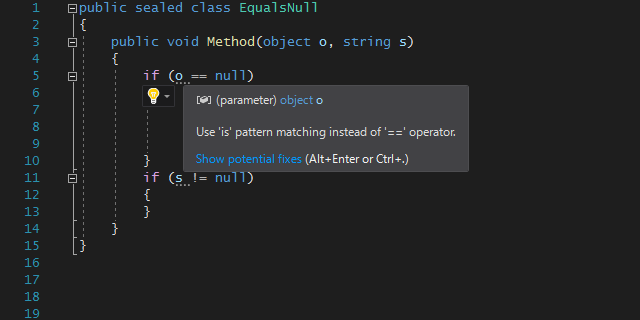 1 public sealed class EqualsNull
2 {
3 public void Method(object o, string s)
4 {
5 if (o == null)
6 (parameter) object o
7
8 Use 'is' pattern matching instead of '==' operator.
9
Show potential fixes (Alt+Enter or Ctrl+.)
10 }
11 if (s != null)
12 {
13 }
14 }
15 }
16
17
18
19